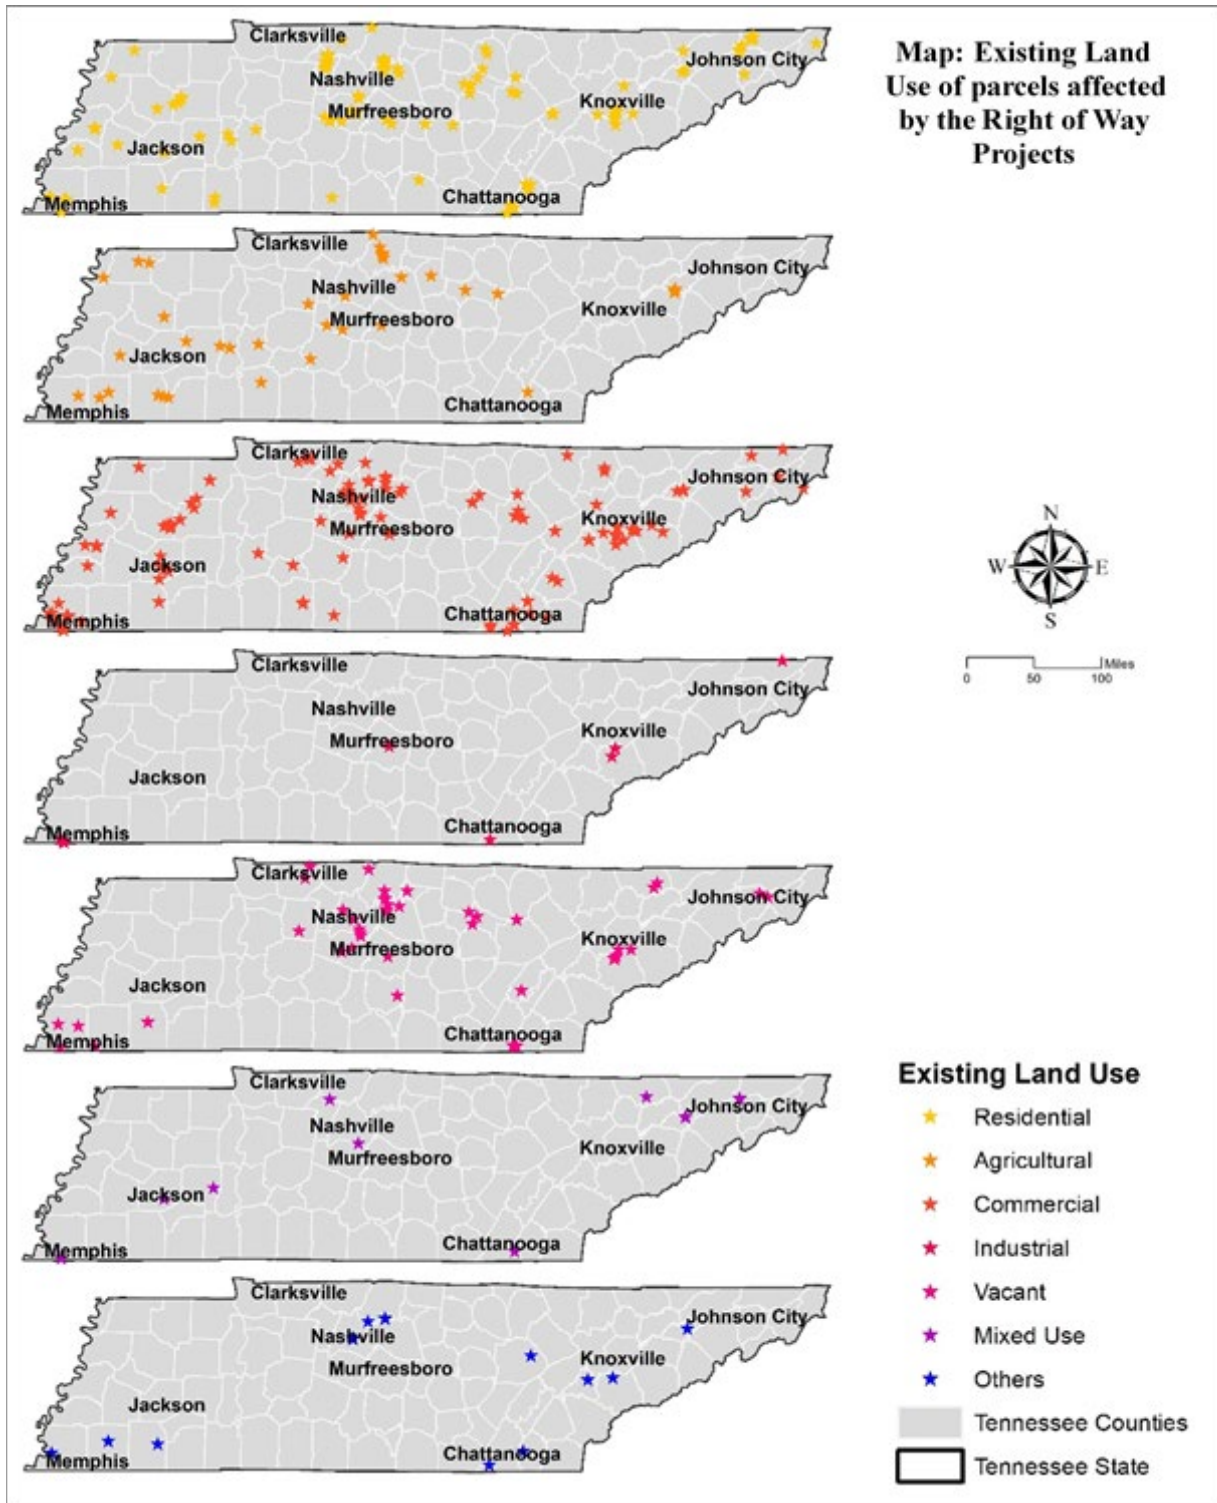 Map: Existing Land
Use of parcels affected
by the Right of Way
Projects
Clarksville
Johnson City
Nashville
Knoxville
Murfreesboro
Jackson
Chattanooga
Memphis
Clarksville
Johnson City
Nashville
Knoxville
Murfreesboro
Jackson
Chattanooga
Memphis
Clarksville
Johnson City
Nashville
Knoxville
Murfreesboro
Jackson
Chattanooga
Memphis
N
W E
S
Miles
0 50 100
Clarksville
Johnson City
Nashville
Knoxville
Murfreesboro
Jackson
Chattanooga
Memphis
Clarksville
Johnson City
Nashville
Knoxville
Murfreesboro
Jackson
Chattanooga
Memphis
Clarksville
Johnson City
Nashville
Knoxville
Murfreesboro
Jackson
Chattanooga
Memphis
Clarksville
Johnson City
Nashville
Knoxville
Murfreesboro
Jackson
Chattanooga
Memphis
Existing Land Use
Residential
Agricultural
Commercial
Industrial
Vacant
Mixed Use
Others
Tennessee Counties
Tennessee State